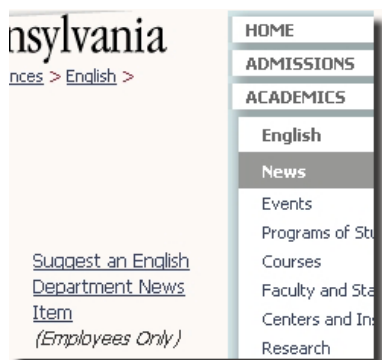 nsylvania
nces > English >
Suggest an English
Department News
Item
(Employees Only)
HOME
ADMISSIONS
ACADEMICS
English
News
Events
Programs of Stu
Courses
Faculty and Sta
Centers and Ins
Research